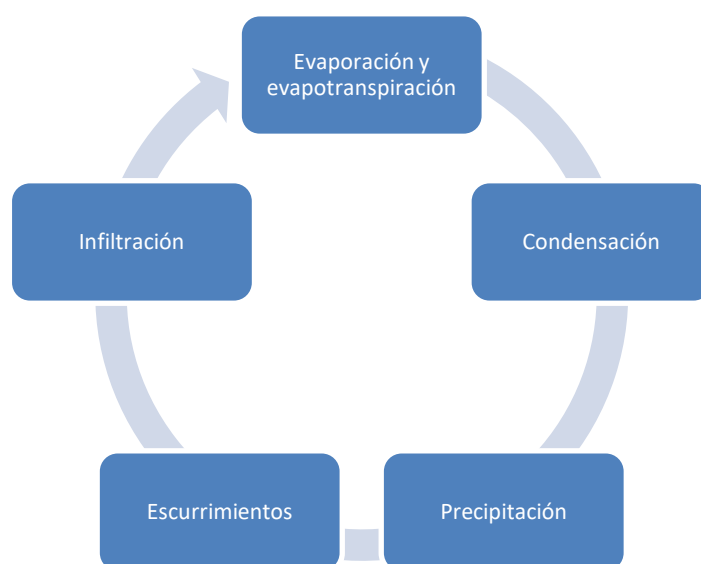 Evaporación y
evapotranspiración
Condensación
Precipitación
Escurrimientos
Infiltración